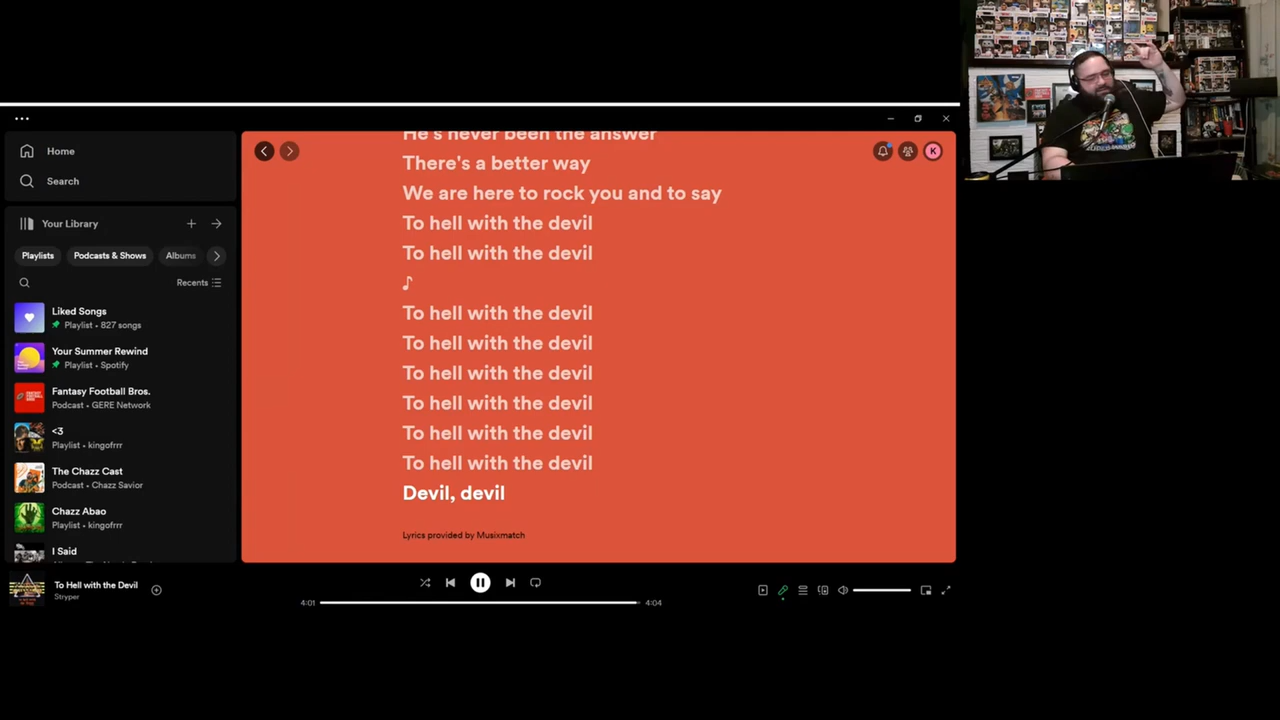 Home
Search
Your Library
Playlists
Podcasts & Shows
Albums
Recents
Liked Songs
Playlist • 827 songs
Your Summer Rewind
Playlist • Spotify
Fantasy Football Bros.
Podcast • GERE Network
<3
Playlist • kingofrrr
The Chazz Cast
Podcast • Chazz Savior
Chazz Abao
Playlist • kingofrrr
I Said
K
He's never been the answer
There's a better way
We are here to rock you and to say
To hell with the devil
To hell with the devil
To hell with the devil
To hell with the devil
To hell with the devil
To hell with the devil
To hell with the devil
To hell with the devil
Devil, devil
Lyrics provided by Musixmatch
To Hell with the Devil
Stryper
4:01
4:04